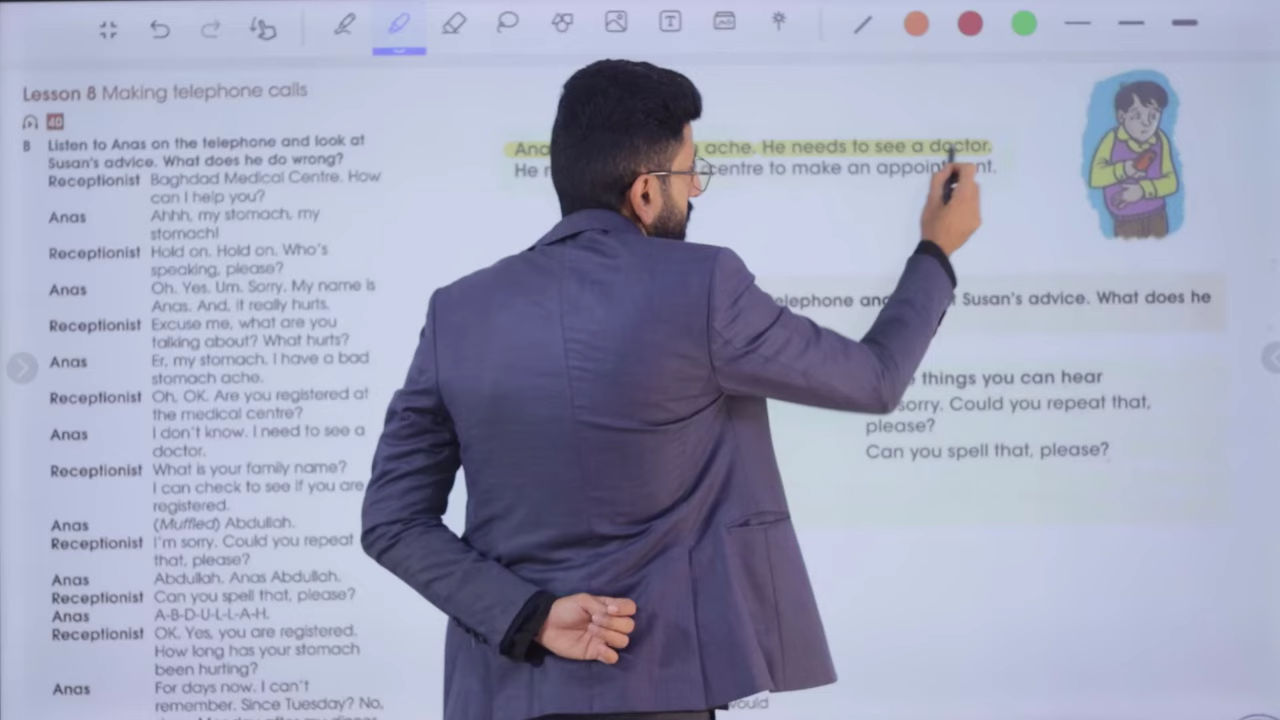 Lesson 8 Making telephone calls
40
B Listen to Anas on the telephone and look at
Susan's advice. What does he do wrong?
Receptionist Baghdad Medical Centre. How
can I help you?
Anas Ahhh, my stomach, my
stomach!
Receptionist Hold on. Hold on. Who's
speaking, please?
Anas Oh. Yes. Um. Sorry. My name is
Anas. And, it really hurts.
Receptionist Excuse me, what are you
talking about? What hurts?
Anas Er, my stomach. I have a bad
stomach ache.
Receptionist Oh, OK. Are you registered at
the medical centre?
Anas I don't know. I need to see a
doctor.
Receptionist What is your family name?
I can check to see if you are
registered.
Anas (Muffled) Abdullah.
Receptionist I'm sorry. Could you repeat
that, please?
Anas Abdullah. Anas Abdullah.
Receptionist Can you spell that, please?
Anas A-B-D-U-L-L-A-H.
Receptionist OK. Yes, you are registered.
How long has your stomach
been hurting?
Anas For days now. I can't
remember. Since Tuesday? No,
ache. He needs to see a doctor.
He centre to make an
Susan's advice. What does he
things you can hear
sorry. Could you repeat that,
please?
Can you spell that, please?
T